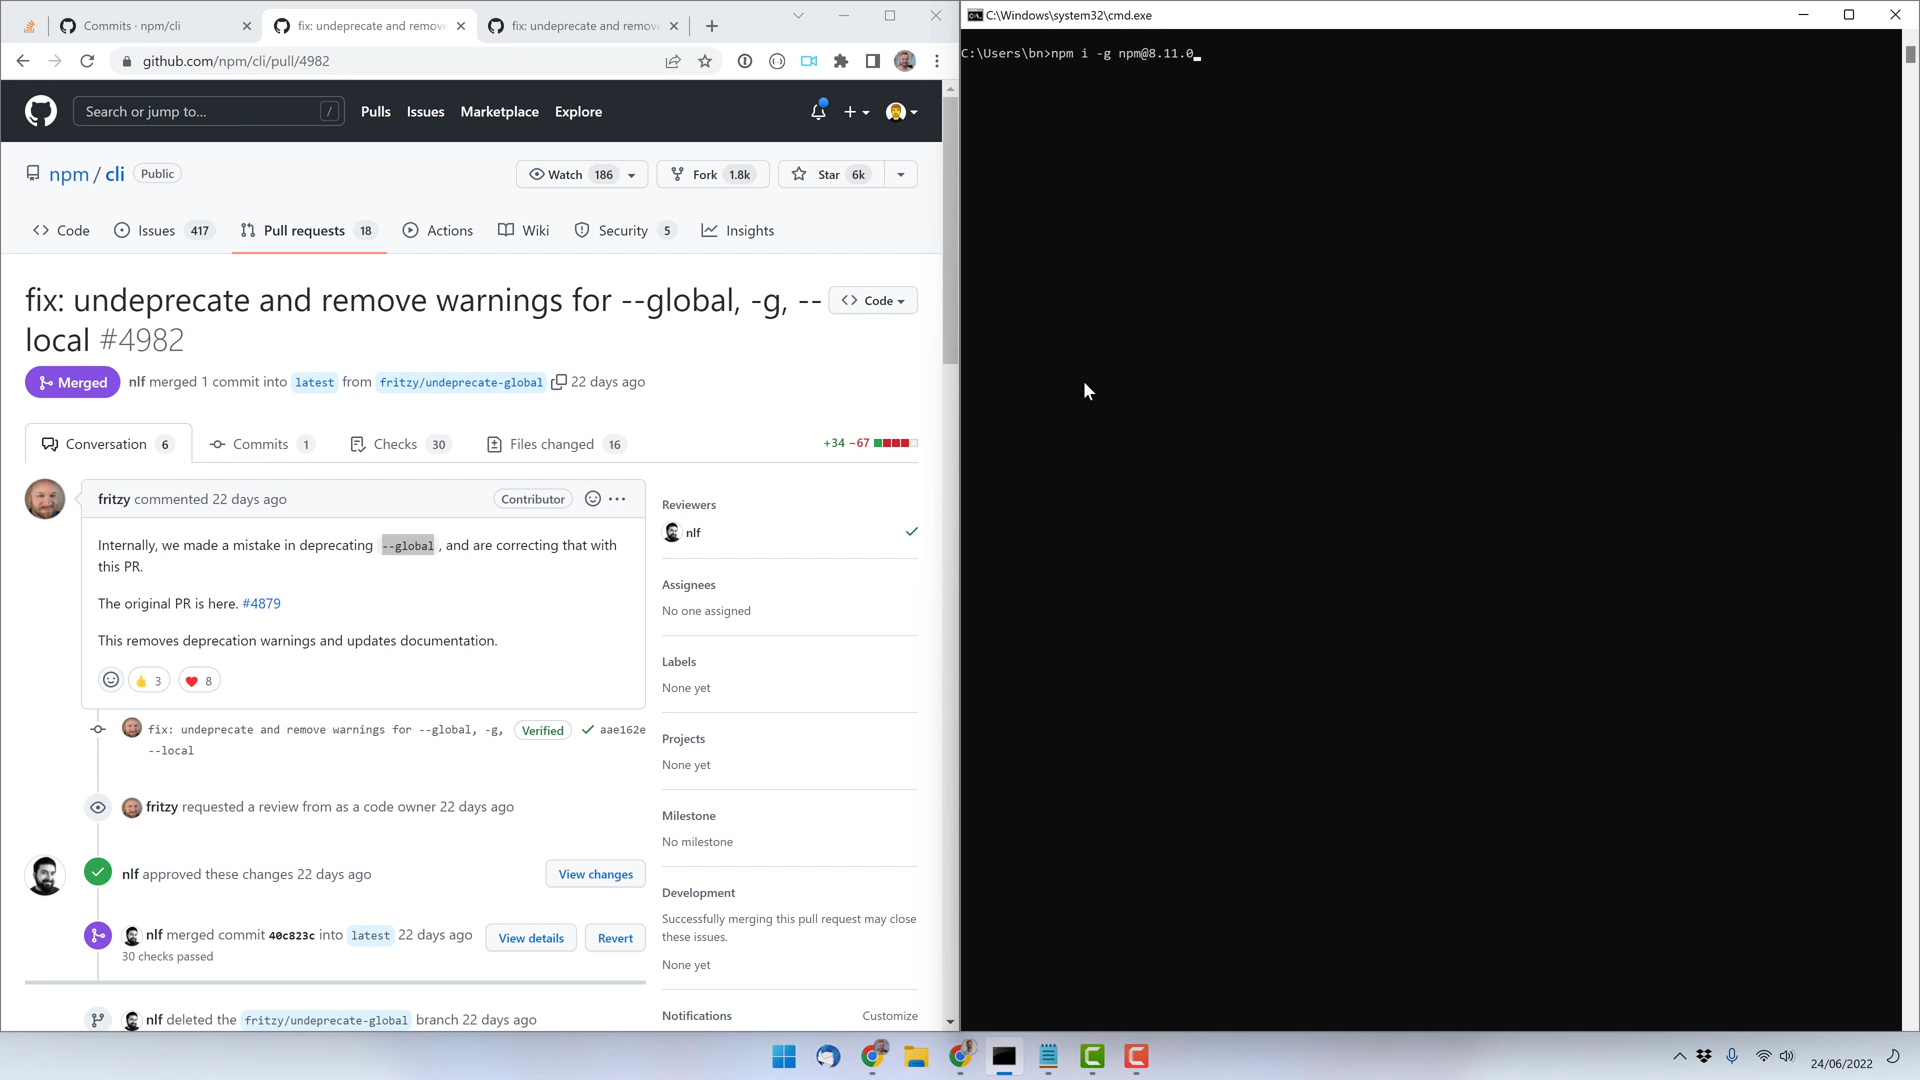 Commits · npm/cli
fix: undeprecate and remove
fix: undeprecate and remove
github.com/npm/cli/pull/4982
Search or jump to...
/
Pulls
Issues
Marketplace
Explore
npm / cli
Public
Watch 186
Fork 1.8k
Star 6k
Code
Issues 417
Pull requests 18
Actions
Wiki
Security 5
Insights
fix: undeprecate and remove warnings for --global, -g, --
local #4982
Code
Merged
nlf merged 1 commit into latest from fritzy/undeprecate-global 22 days ago
Conversation 6
Commits 1
Checks 30
Files changed 16
+34 −67
fritzy commented 22 days ago
Contributor
Internally, we made a mistake in deprecating --global , and are correcting that with
this PR.
The original PR is here. #4879
This removes deprecation warnings and updates documentation.
3
8
fix: undeprecate and remove warnings for --global, -g,
--local
Verified
aae162e
fritzy requested a review from as a code owner 22 days ago
nlf approved these changes 22 days ago
View changes
nlf merged commit 40c823c into latest 22 days ago
30 checks passed
View details
Revert
nlf deleted the fritzy/undeprecate-global branch 22 days ago
Reviewers
nlf
Assignees
No one assigned
Labels
None yet
Projects
None yet
Milestone
No milestone
Development
Successfully merging this pull request may close
these issues.
None yet
Notifications
Customize
C:\Windows\system32\cmd.exe
C:\Users\bn>npm i -g npm@8.11.0
24/06/2022